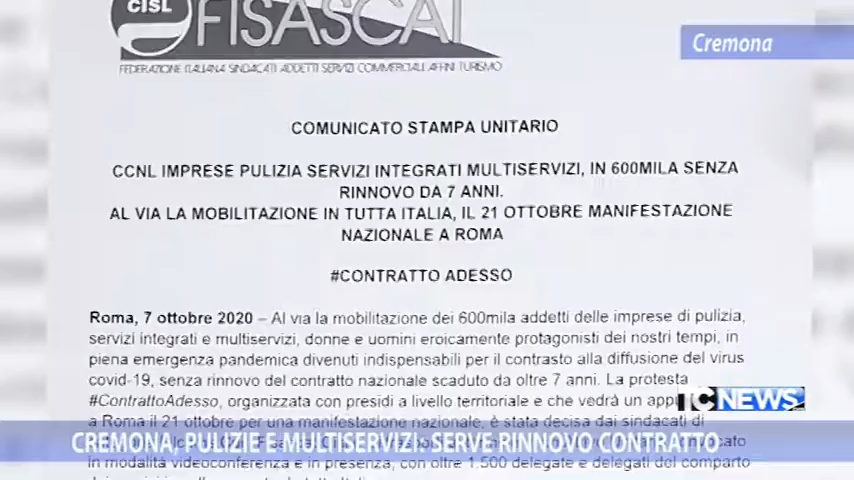 CISL
FISASCAT
FEDERAZIONE ITALIANA SINDACATI ADDETTI SERVIZI COMMERCIALI AFFINI TURISMO
Cremona
COMUNICATO STAMPA UNITARIO
CCNL IMPRESE PULIZIA SERVIZI INTEGRATI MULTISERVIZI, IN 600MILA SENZA
RINNOVO DA 7 ANNI.
AL VIA LA MOBILITAZIONE IN TUTTA ITALIA, IL 21 OTTOBRE MANIFESTAZIONE
NAZIONALE A ROMA
#CONTRATTO ADESSO
Roma, 7 ottobre 2020 – Al via la mobilitazione dei 600mila addetti delle imprese di pulizia,
servizi integrati e multiservizi, donne e uomini eroicamente protagonisti dei nostri tempi, in
piena emergenza pandemica divenuti indispensabili per il contrasto alla diffusione del virus
covid-19, senza rinnovo del contratto nazionale scaduto da oltre 7 anni. La protesta
#ContrattoAdesso, organizzata con presidi a livello territoriale e che vedrà un
TC NEWS
a Roma il 21 ottobre per una manifestazione nazionale, è stata decisa dai sindacati di
CREMONA, PULIZIE E MULTISERVIZI: SERVE RINNOVO CONTRATTO
in modalità videoconferenza e in presenza, con oltre 1.500 delegate e delegati del comparto